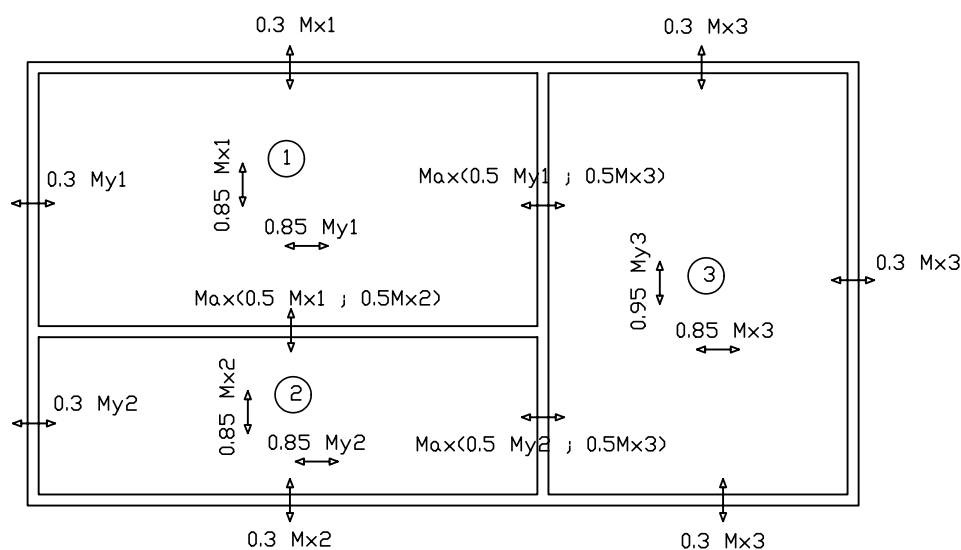 0.3 Mx1
0.3 Mx3
1
0.85 Mx1
0.3 My1
Max(0.5 My1 ; 0.5Mx3)
0.85 My1
0.3 Mx3
3
0.95 My3
Max(0.5 Mx1 ; 0.5Mx2)
0.85 Mx3
2
0.85 Mx2
0.3 My2
0.85 My2
Max(0.5 My2 ; 0.5Mx3)
0.3 Mx2
0.3 Mx3